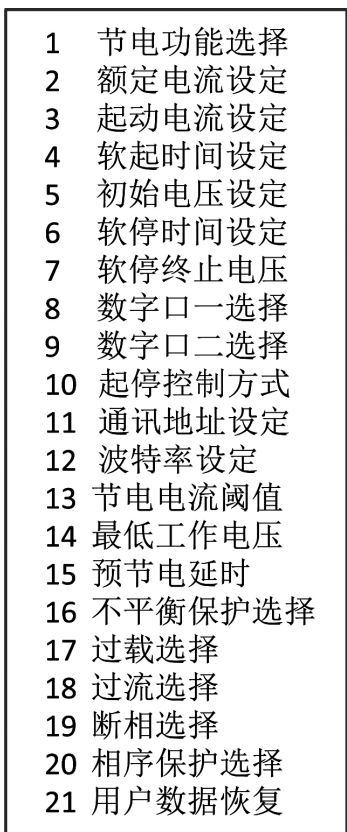 1 节电功能选择
2 额定电流设定
3 起动电流设定
4 软起时间设定
5 初始电压设定
6 软停时间设定
7 软停终止电压
8 数字口一选择
9 数字口二选择
10 起停控制方式
11 通讯地址设定
12 波特率设定
13 节电电流阈值
14 最低工作电压
15 预节电延时
16 不平衡保护选择
17 过载选择
18 过流选择
19 断相选择
20 相序保护选择
21 用户数据恢复